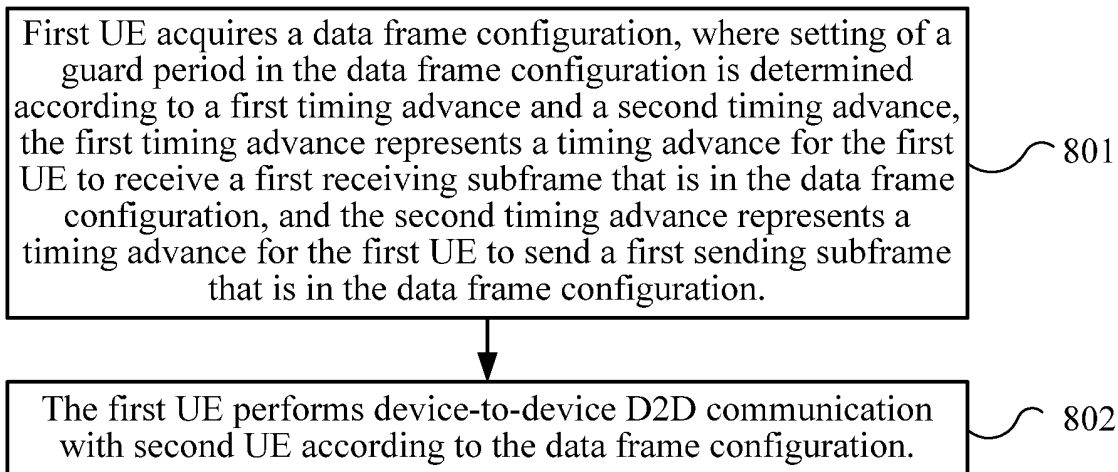 First UE acquires a data frame configuration, where setting of a
guard period in the data frame configuration is determined
according to a first timing advance and a second timing advance,
the first timing advance represents a timing advance for the first
UE to receive a first receiving subframe that is in the data frame
configuration, and the second timing advance represents a
timing advance for the first UE to send a first sending subframe
that is in the data frame configuration.
801
The first UE performs device-to-device D2D communication
with second UE according to the data frame configuration.
802